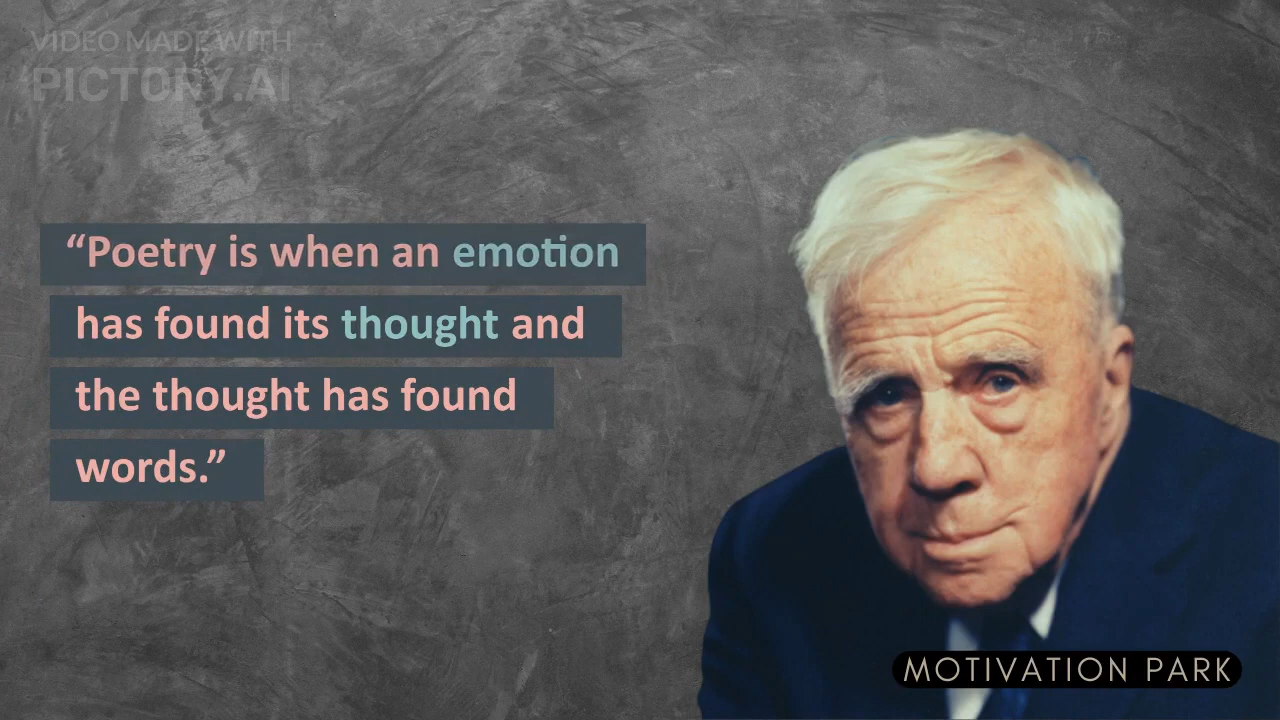 VIDEO MADE WITH
PICTORY.AI
“Poetry is when an emotion
has found its thought and
the thought has found
words.”
MOTIVATION PARK